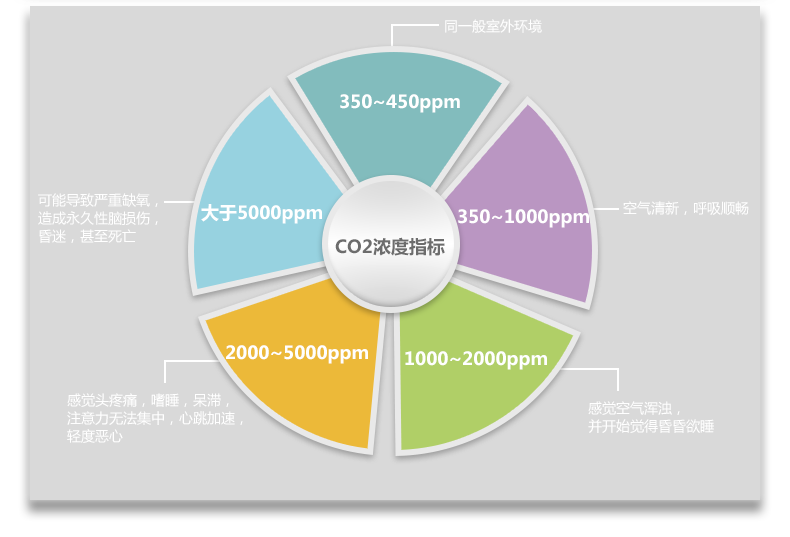 同一般室外环境
350~450ppm
350~1000ppm
空气清新，呼吸顺畅
1000~2000ppm
感觉空气浑浊，
并开始觉得昏昏欲睡
2000~5000ppm
感觉头疼痛，嗜睡，呆滞，
注意力无法集中，心跳加速，
轻度恶心
大于5000ppm
可能导致严重缺氧，
造成永久性脑损伤，
昏迷，甚至死亡
CO2浓度指标